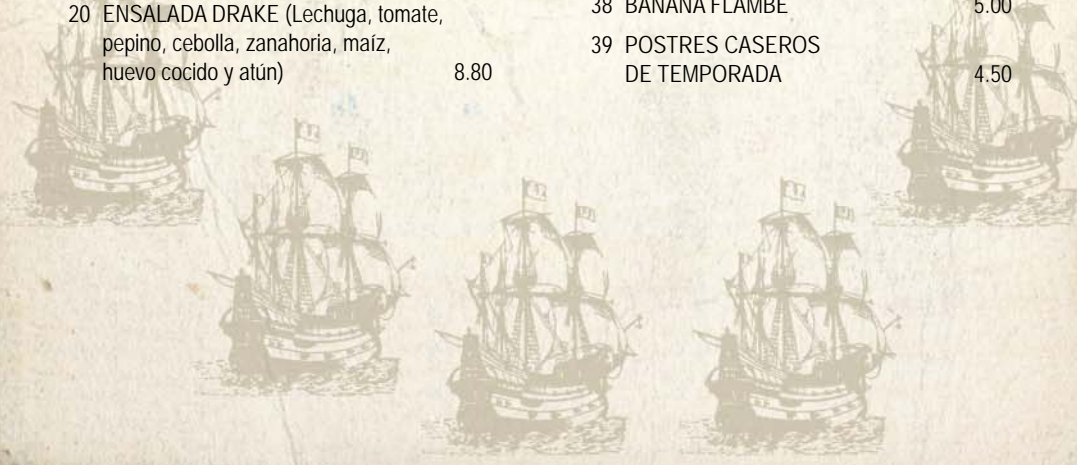 20 ENSALADA DRAKE (Lechuga, tomate,
pepino, cebolla, zanahoria, maíz,
huevo cocido y atún) 8.80
38 BANANA FLAMBÉ 5.00
39 POSTRES CASEROS
DE TEMPORADA 4.50